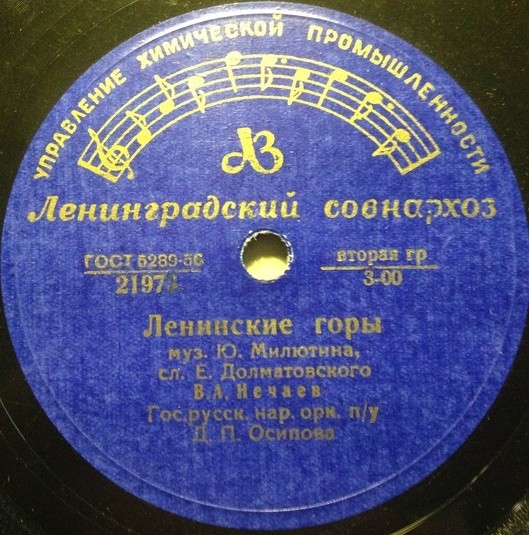 УПРАВЛЕНИЕ ХИМИЧЕСКОЙ ПРОМЫШЛЕННОСТИ
АЗ
Ленинградский совнархоз
ГОСТ 5289-56
вторая гр
3-00
Ленинские горы
муз. Ю. Милютина,
сл. Е. Долматовского
В.А. Нечаев
Гос.русск. нар. орк. п/у
Д. П. Осипова